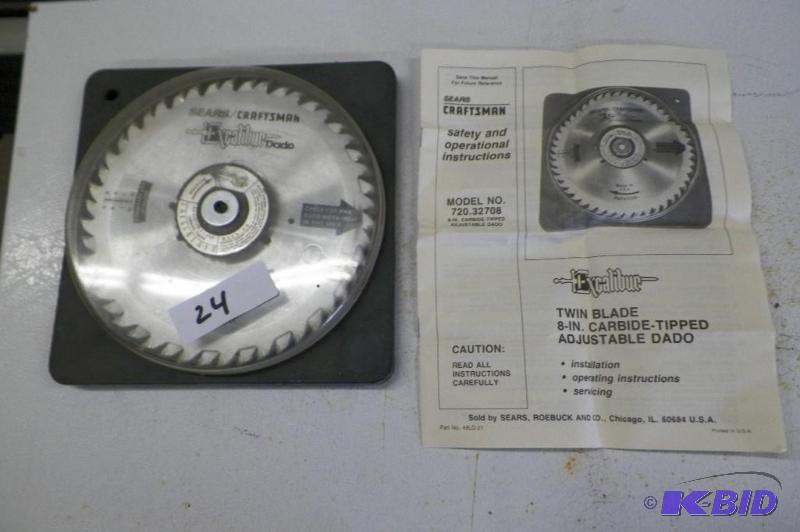 SEARS/CRAFTSMAN
Excalibur
Dado
24
Save This Manual
For Future Reference
SEARS
CRAFTSMAN
safety and
operational
instructions
MODEL NO.
720.32708
8-IN. CARBIDE-TIPPED
ADJUSTABLE DADO
CAUTION:
READ ALL
INSTRUCTIONS
CAREFULLY
Excalibur
TWIN BLADE
8-IN. CARBIDE-TIPPED
ADJUSTABLE DADO
• installation
• operating instructions
• servicing
Sold by SEARS, ROEBUCK AND CO., Chicago, IL. 60684 U.S.A.
Part No.
Printed in U.S.A.
© K-BID